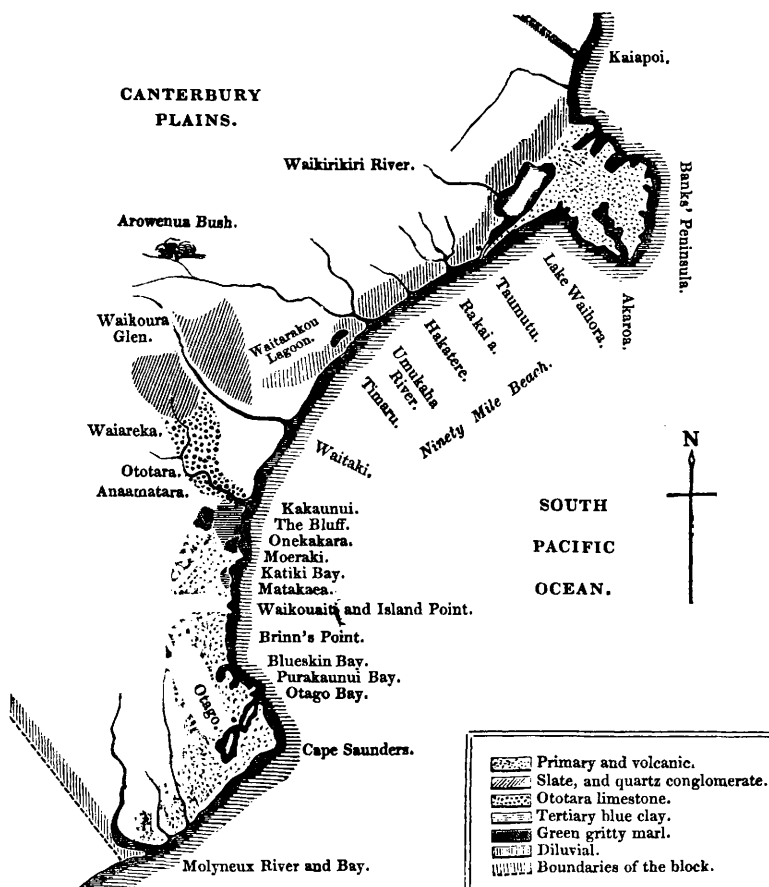 Kaiapoi.
CANTERBURY
PLAINS.
Waikirikiri River.
Banks' Peninsula.
Arowenua Bush.
Lake Waihora.
Akaroa.
Taumutu.
Rakaia.
Hakatere.
Umukaha
River.
Timaru.
Ninety Mile Beach.
Waikoura
Glen.
Waitarakou
Lagoon.
Waitaki.
Waiareka.
Ototara.
Anaamatara.
N
SOUTH
PACIFIC
OCEAN.
Kakaunui.
The Bluff.
Onekakara.
Moeraki.
Katiki Bay.
Matakaea.
Waikouaiti and Island Point.
Brinn's Point.
Blueskin Bay.
Purakaunui Bay.
Otago Bay.
Otago.
Cape Saunders.
Molyneux River and Bay.
Primary and volcanic.
Slate, and quartz conglomerate.
Ototara limestone.
Tertiary blue clay.
Green gritty marl.
Diluvial.
Boundaries of the block.